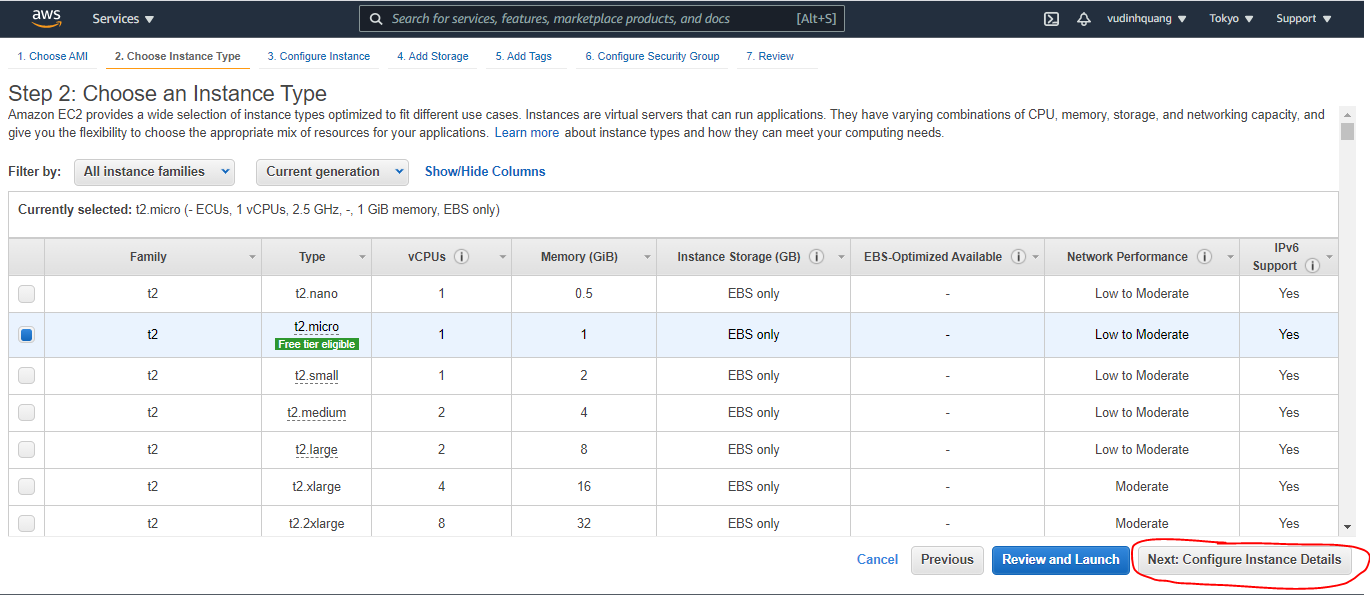 aws Services Search for services, features, marketplace products, and docs [Alt+S] vudinhquang Tokyo Support
1. Choose AMI 2. Choose Instance Type 3. Configure Instance 4. Add Storage 5. Add Tags 6. Configure Security Group 7. Review
Step 2: Choose an Instance Type
Amazon EC2 provides a wide selection of instance types optimized to fit different use cases. Instances are virtual servers that can run applications. They have varying combinations of CPU, memory, storage, and networking capacity, and
give you the flexibility to choose the appropriate mix of resources for your applications. Learn more about instance types and how they can meet your computing needs.
Filter by: All instance families Current generation Show/Hide Columns
Currently selected: t2.micro (- ECUs, 1 vCPUs, 2.5 GHz, -, 1 GiB memory, EBS only)
Family Type vCPUs i Memory (GiB) Instance Storage (GB) i EBS-Optimized Available i Network Performance i IPv6
Support i
t2 t2.nano 1 0.5 EBS only - Low to Moderate Yes
t2 t2.micro 1 1 EBS only - Low to Moderate Yes
Free tier eligible
t2 t2.small 1 2 EBS only - Low to Moderate Yes
t2 t2.medium 2 4 EBS only - Low to Moderate Yes
t2 t2.large 2 8 EBS only - Low to Moderate Yes
t2 t2.xlarge 4 16 EBS only - Moderate Yes
t2 t2.2xlarge 8 32 EBS only - Moderate Yes
Cancel Previous Review and Launch Next: Configure Instance Details